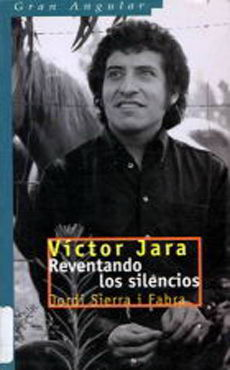 Gran Angular
Víctor Jara
Reventando
los silencios
Jordi Sierra i Fabra